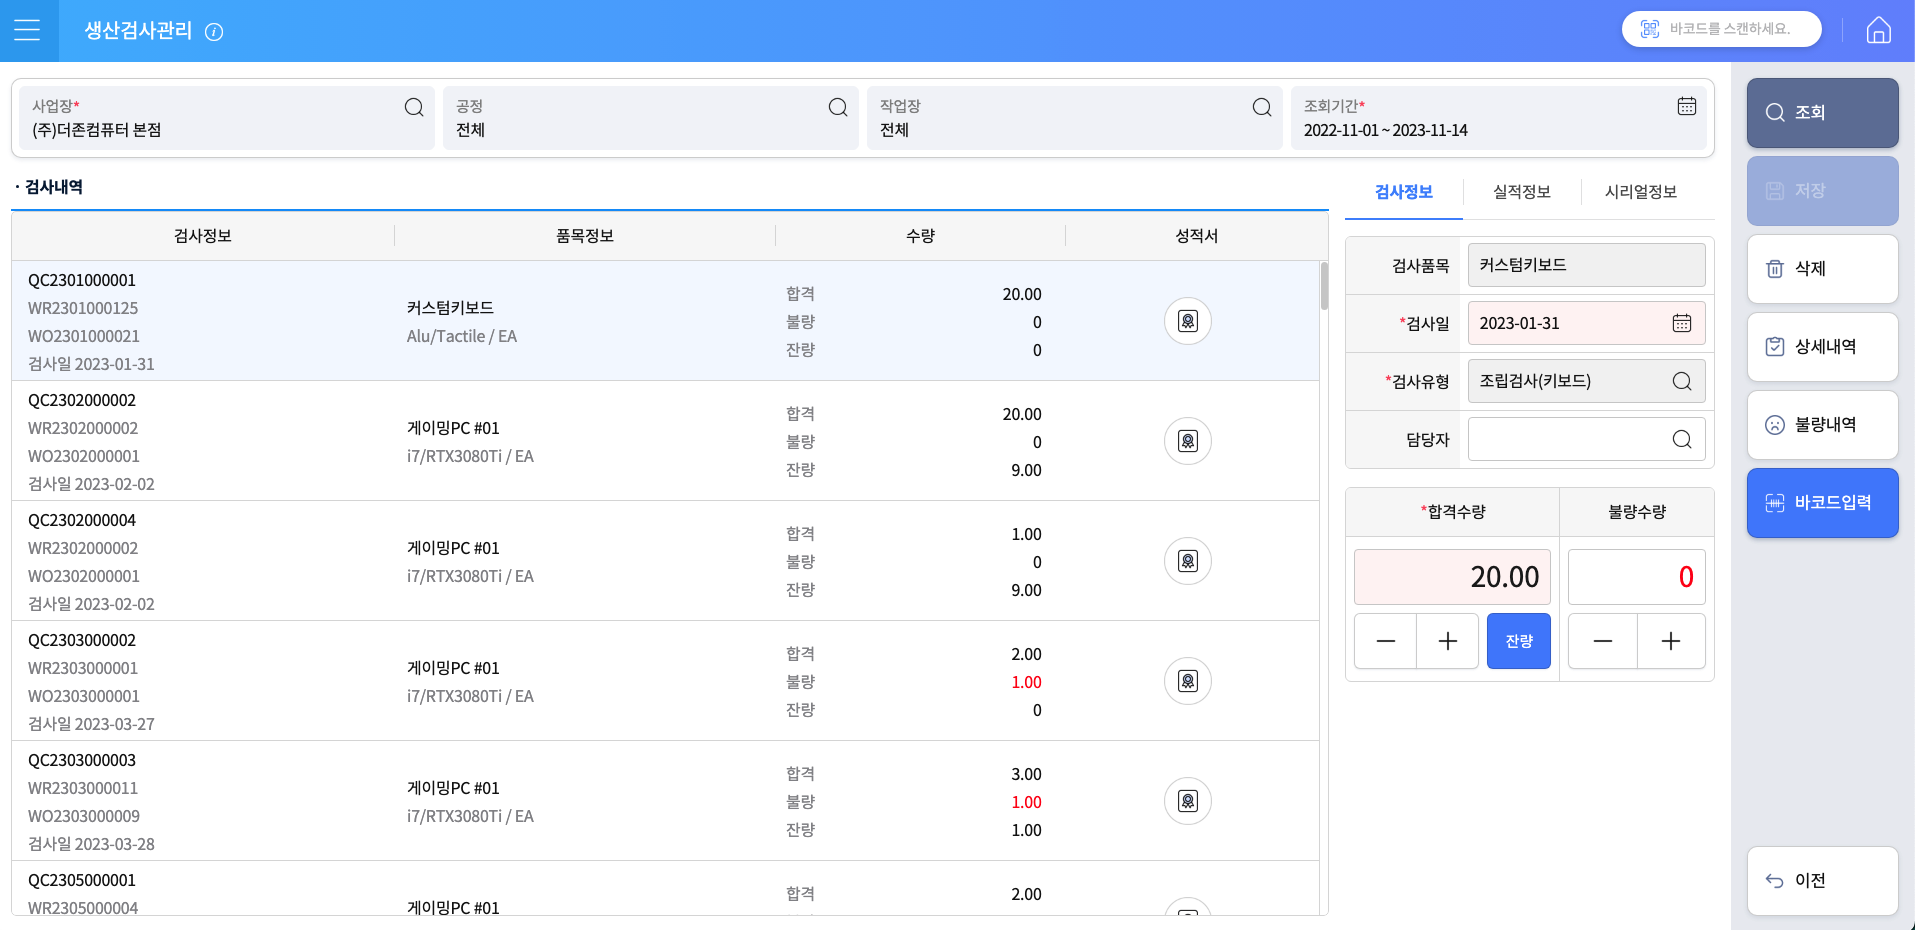 생산검사관리
바코드를 스캔하세요.
사업장*
(주)더존컴퓨터 본점
공정
전체
작업장
전체
조회기간*
2022-11-01 ~ 2023-11-14
조회
저장
삭제
상세내역
불량내역
바코드입력
이전
· 검사내역
검사정보 품목정보 수량 성적서
QC2301000001
WR2301000125
WO2301000021
검사일 2023-01-31
커스텀키보드
Alu/Tactile / EA
합격 20.00
불량 0
잔량 0
QC2302000002
WR2302000002
WO2302000001
검사일 2023-02-02
게이밍PC #01
i7/RTX3080Ti / EA
합격 20.00
불량 0
잔량 9.00
QC2302000004
WR2302000002
WO2302000001
검사일 2023-02-02
게이밍PC #01
i7/RTX3080Ti / EA
합격 1.00
불량 0
잔량 9.00
QC2303000002
WR2303000001
WO2303000001
검사일 2023-03-27
게이밍PC #01
i7/RTX3080Ti / EA
합격 2.00
불량 1.00
잔량 0
QC2303000003
WR2303000011
WO2303000009
검사일 2023-03-28
게이밍PC #01
i7/RTX3080Ti / EA
합격 3.00
불량 1.00
잔량 1.00
QC2305000001
WR2305000004
게이밍PC #01
합격 2.00
검사정보 실적정보 시리얼정보
검사품목 커스텀키보드
*검사일 2023-01-31
*검사유형 조립검사(키보드)
담당자
*합격수량 불량수량
20.00 0
잔량